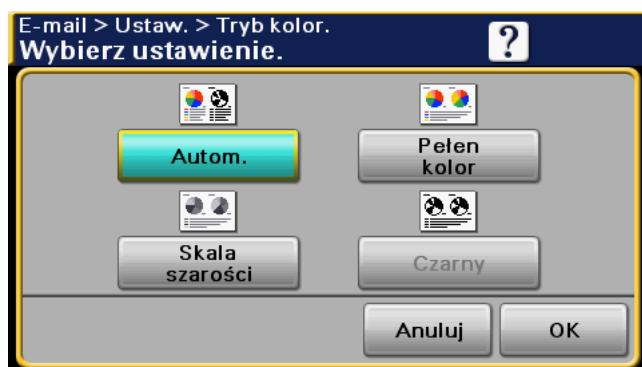 E-mail > Ustaw. > Tryb kolor.
Wybierz ustawienie.
?
Autom.
Pełen
kolor
Skala
szarości
Czarny
Anuluj
OK